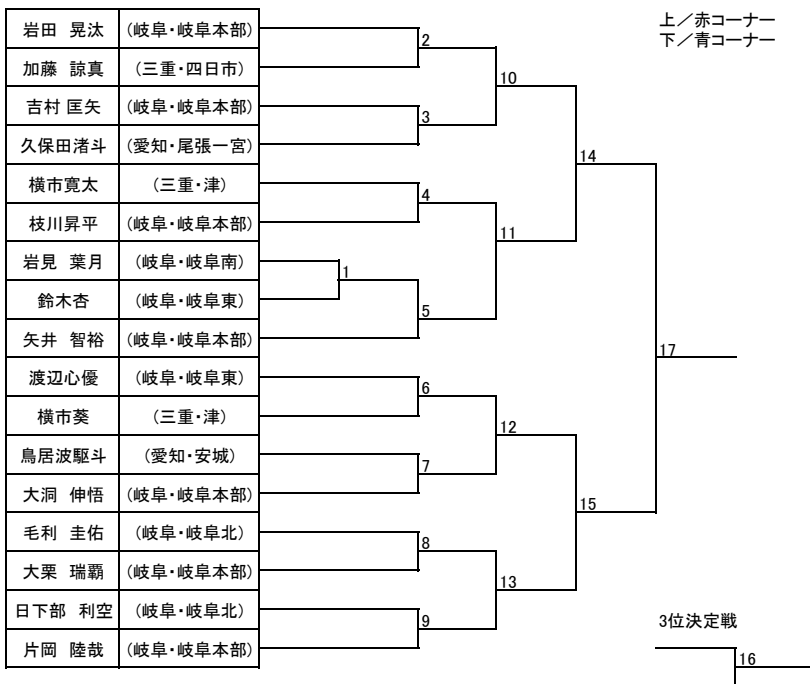 上／赤コーナー
下／青コーナー
岩田 晃汰 (岐阜・岐阜本部)
加藤 諒真 (三重・四日市)
吉村 匡矢 (岐阜・岐阜本部)
久保田渚斗 (愛知・尾張一宮)
横市寛太 (三重・津)
枝川昇平 (岐阜・岐阜本部)
岩見 葉月 (岐阜・岐阜南)
鈴木杏 (岐阜・岐阜東)
矢井 智裕 (岐阜・岐阜本部)
渡辺心優 (岐阜・岐阜東)
横市葵 (三重・津)
鳥居波駆斗 (愛知・安城)
大洞 伸悟 (岐阜・岐阜本部)
毛利 圭佑 (岐阜・岐阜北)
大栗 瑞覇 (岐阜・岐阜本部)
日下部 利空 (岐阜・岐阜北)
片岡 陸哉 (岐阜・岐阜本部)
1
2
3
4
5
6
7
8
9
10
11
12
13
14
15
17
3位決定戦
16